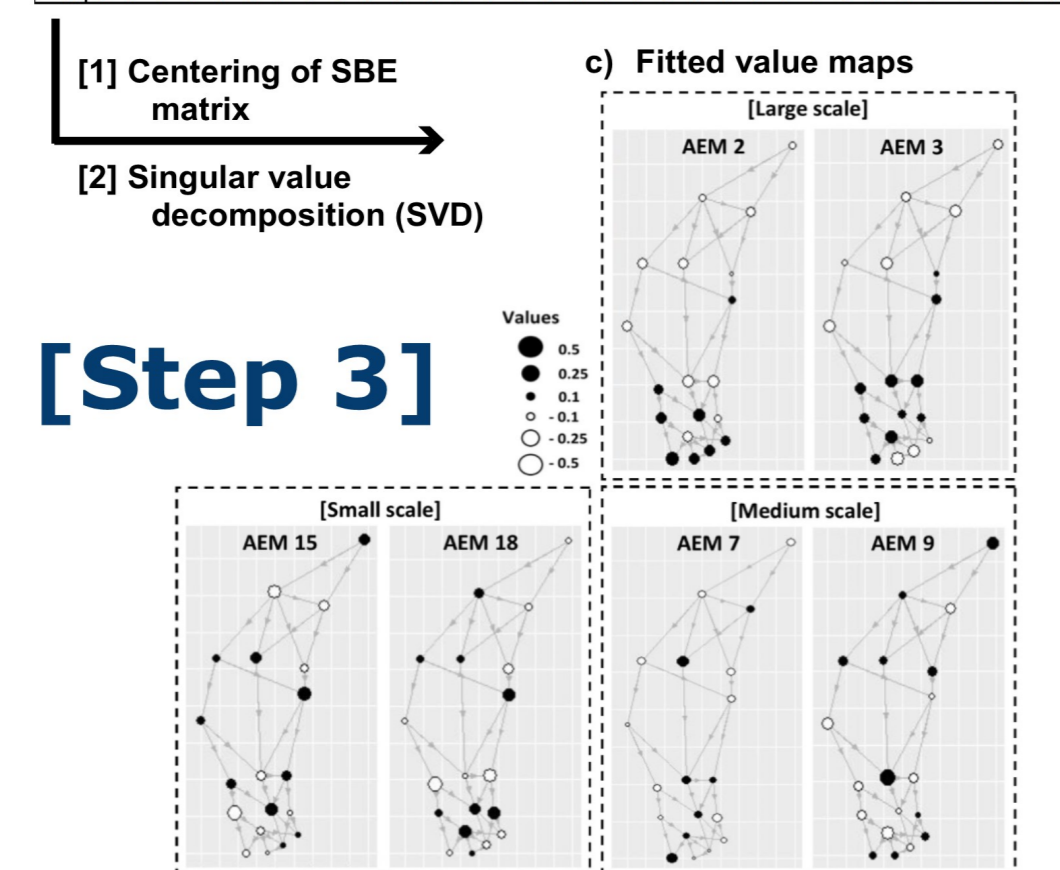 [1] Centering of SBE
matrix
[2] Singular value
decomposition (SVD)
[Step 3]
c) Fitted value maps
[Large scale]
AEM 2
AEM 3
Values
0.5
0.25
0.1
- 0.1
- 0.25
- 0.5
[Small scale]
AEM 15
AEM 18
[Medium scale]
AEM 7
AEM 9